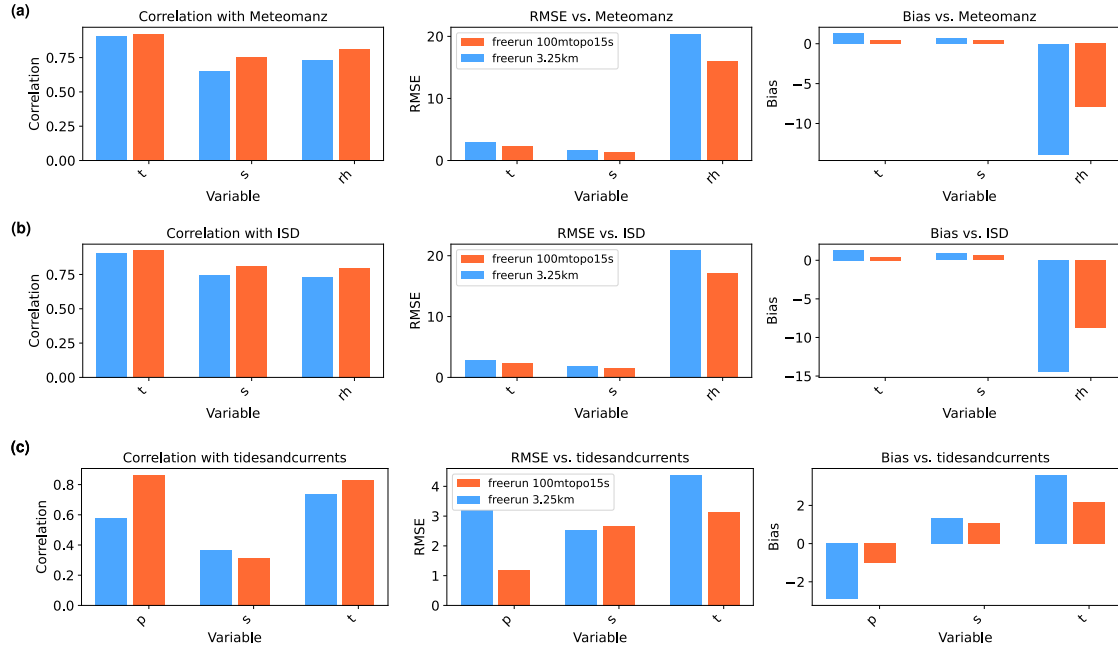 (a)
Correlation with Meteomanz
Correlation
0.75
0.50
0.25
0.00
t
s
rh
Variable
RMSE vs. Meteomanz
RMSE
20
10
0
freerun 100mtopo15s
freerun 3.25km
t
s
rh
Variable
Bias vs. Meteomanz
Bias
0
−5
−10
t
s
rh
Variable
(b)
Correlation with ISD
Correlation
0.75
0.50
0.25
0.00
t
s
rh
Variable
RMSE vs. ISD
RMSE
20
10
0
freerun 100mtopo15s
freerun 3.25km
t
s
rh
Variable
Bias vs. ISD
Bias
0
−5
−10
−15
t
s
rh
Variable
(c)
Correlation with tidesandcurrents
Correlation
0.8
0.6
0.4
0.2
0.0
p
s
t
Variable
RMSE vs. tidesandcurrents
RMSE
4
3
2
1
0
freerun 100mtopo15s
freerun 3.25km
p
s
t
Variable
Bias vs. tidesandcurrents
Bias
2
0
−2
p
s
t
Variable